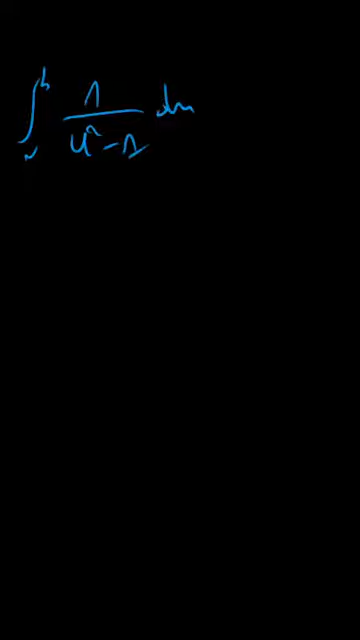 ∫ 1/(u² - 1) du